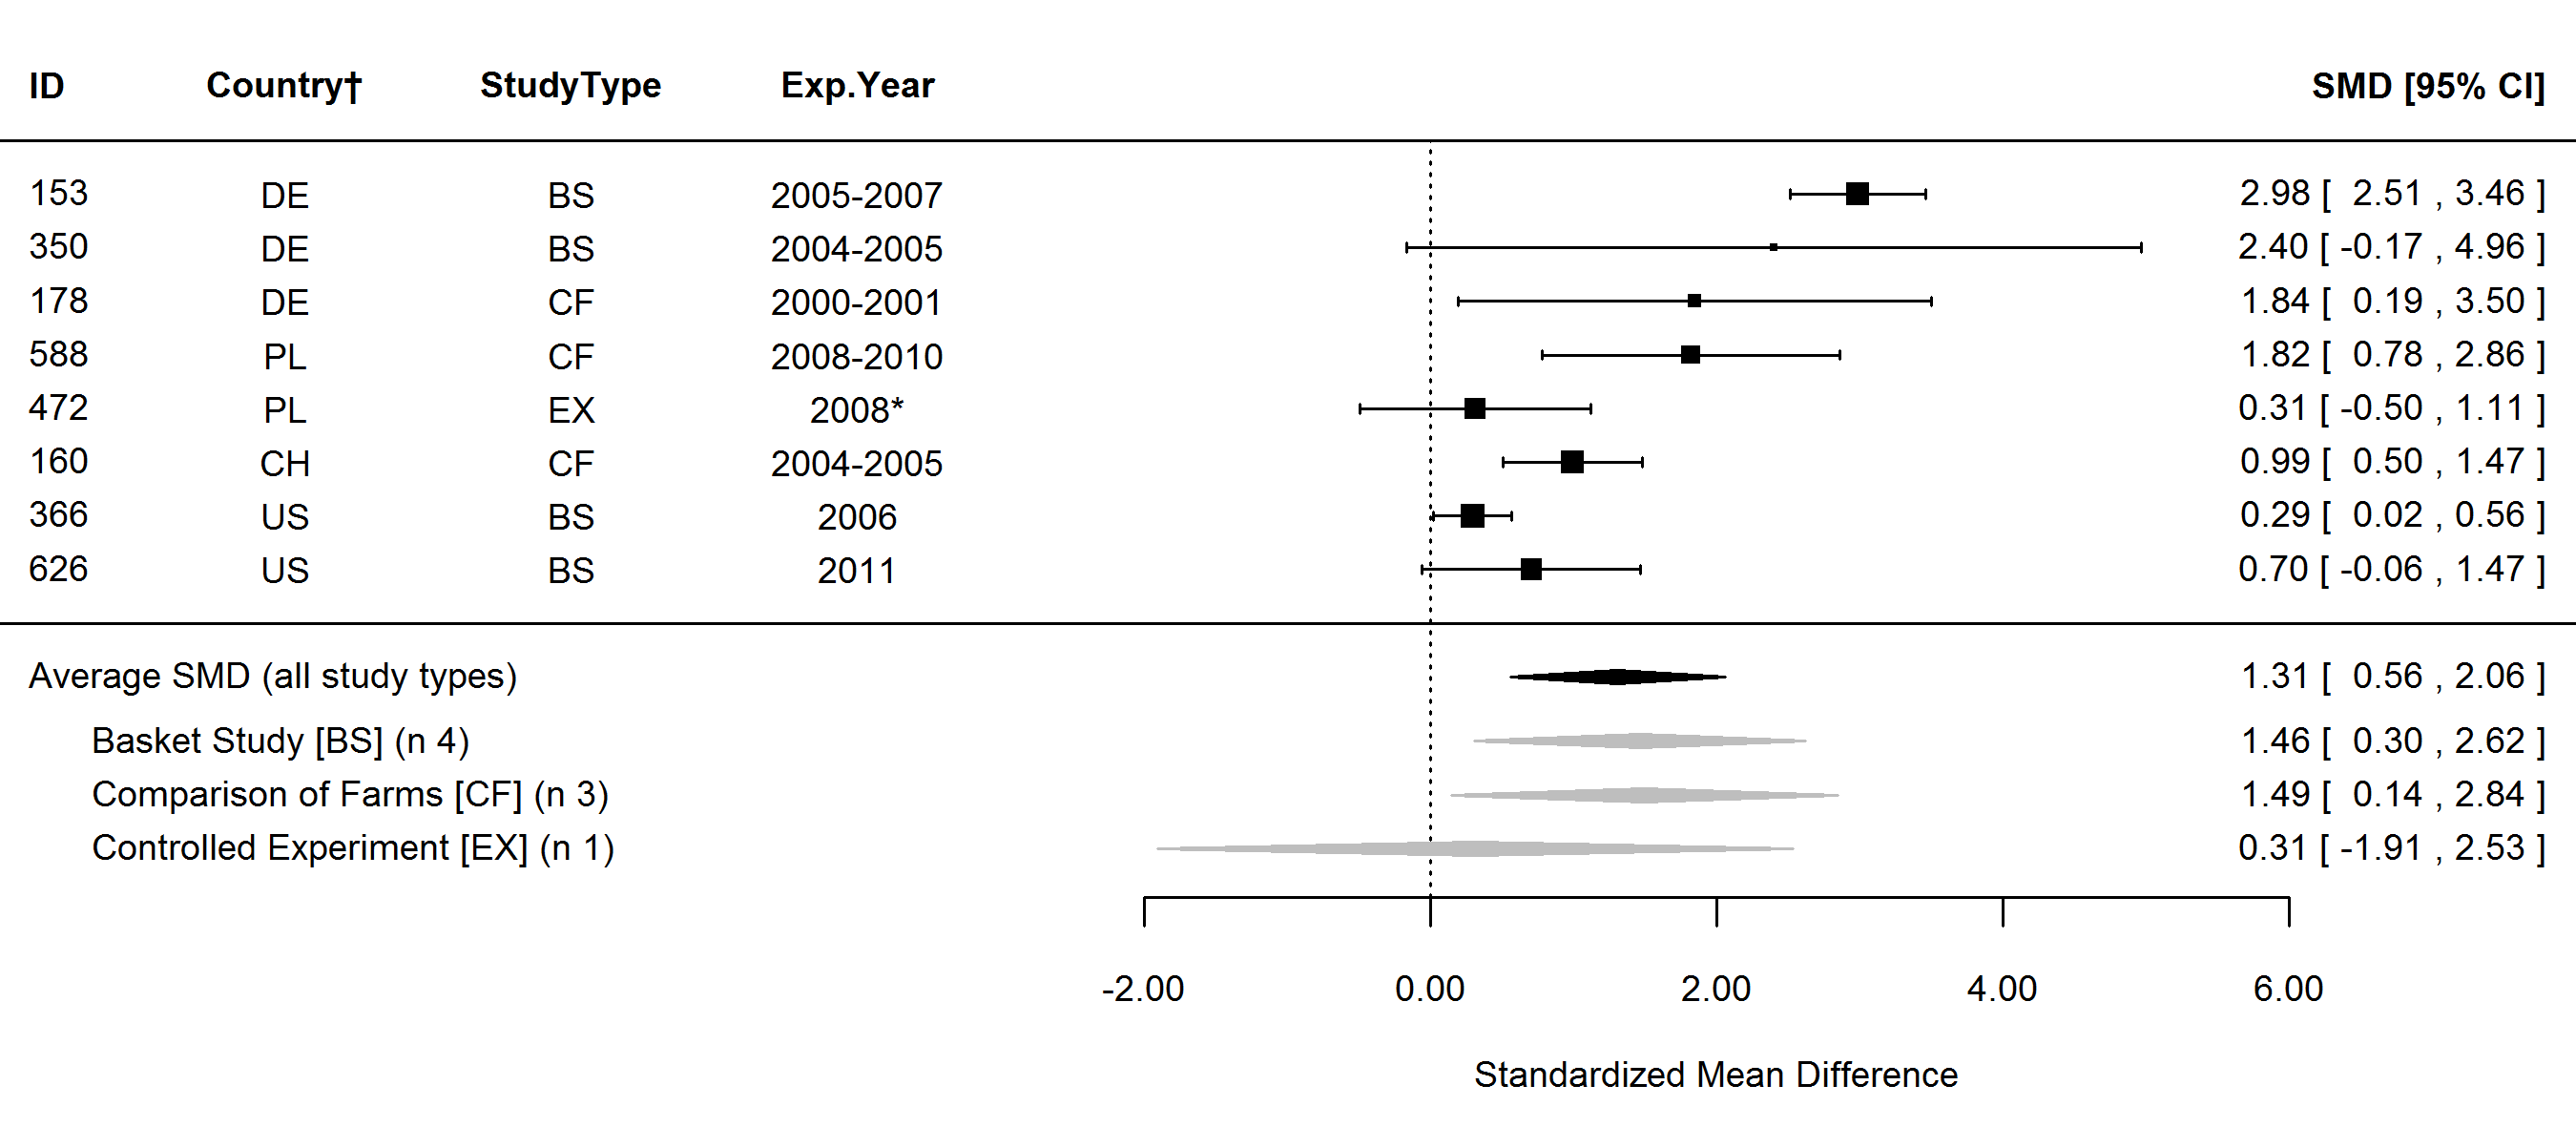 ID Country† StudyType Exp.Year SMD [95% CI]
153 DE BS 2005-2007 2.98 [ 2.51 , 3.46 ]
350 DE BS 2004-2005 2.40 [ -0.17 , 4.96 ]
178 DE CF 2000-2001 1.84 [ 0.19 , 3.50 ]
588 PL CF 2008-2010 1.82 [ 0.78 , 2.86 ]
472 PL EX 2008* 0.31 [ -0.50 , 1.11 ]
160 CH CF 2004-2005 0.99 [ 0.50 , 1.47 ]
366 US BS 2006 0.29 [ 0.02 , 0.56 ]
626 US BS 2011 0.70 [ -0.06 , 1.47 ]
Average SMD (all study types) 1.31 [ 0.56 , 2.06 ]
Basket Study [BS] (n 4) 1.46 [ 0.30 , 2.62 ]
Comparison of Farms [CF] (n 3) 1.49 [ 0.14 , 2.84 ]
Controlled Experiment [EX] (n 1) 0.31 [ -1.91 , 2.53 ]
-2.00 0.00 2.00 4.00 6.00
Standardized Mean Difference